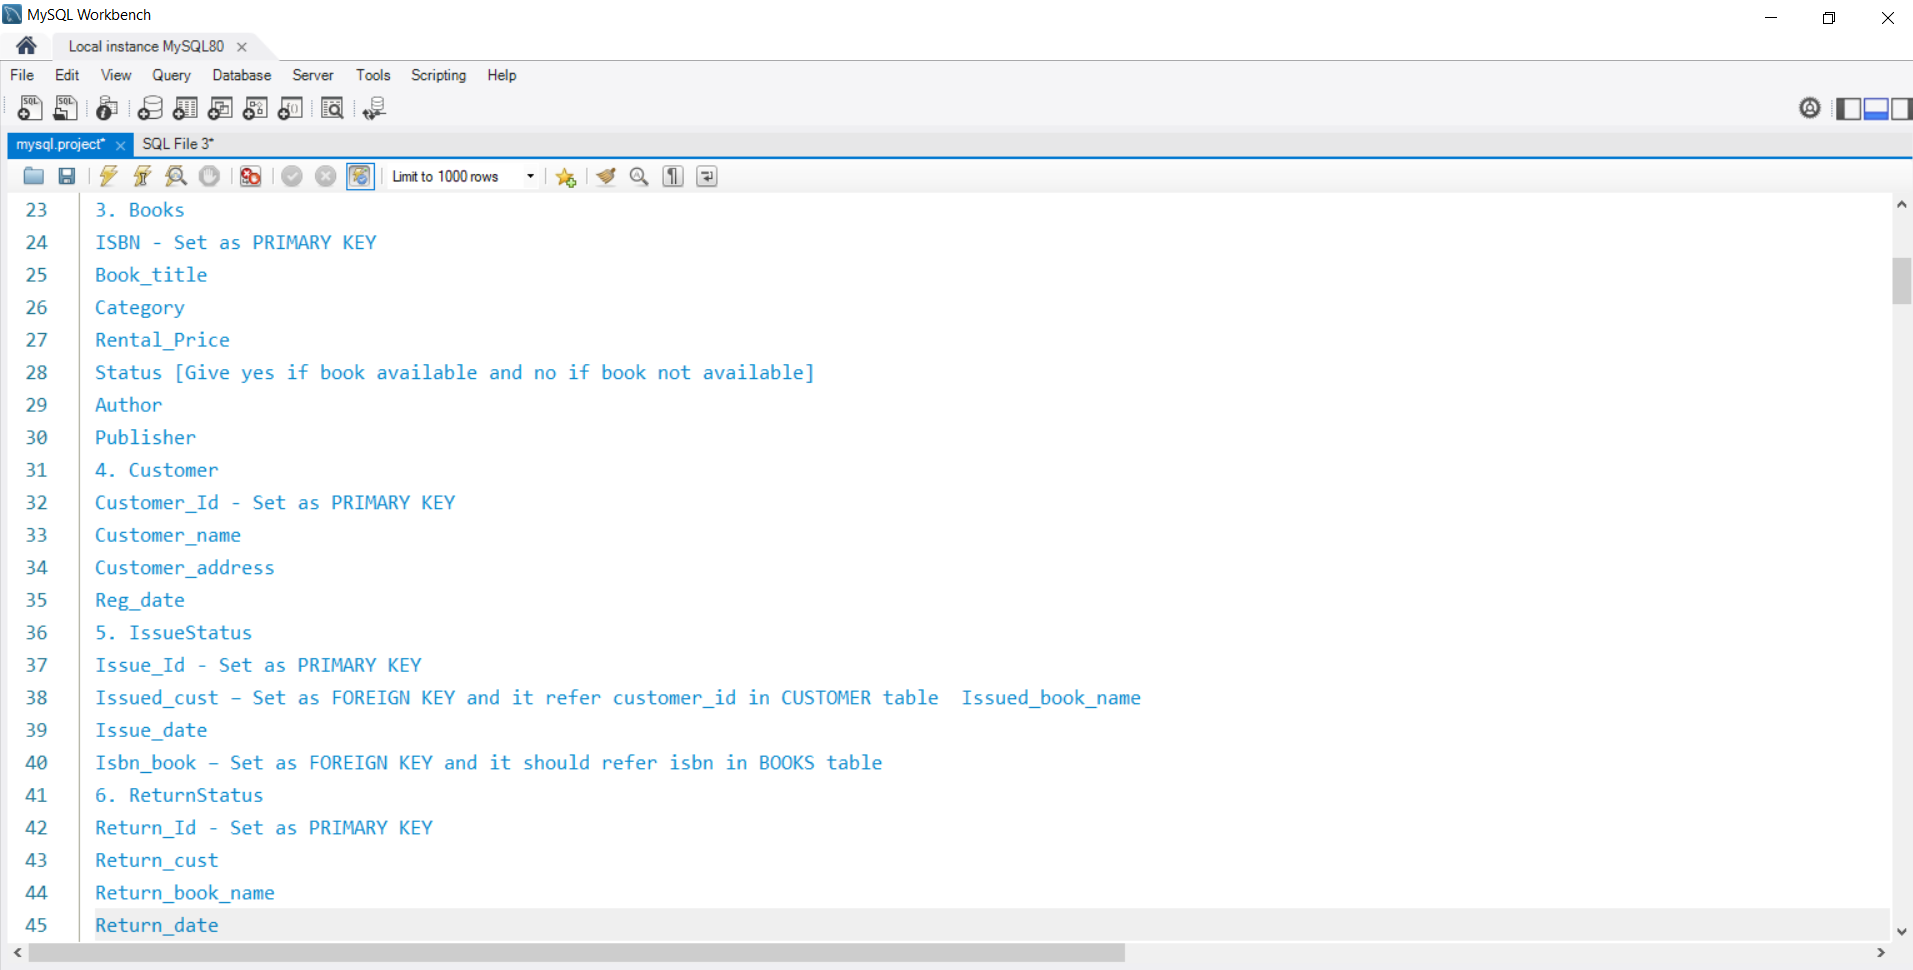 MySQL Workbench
Local instance MySQL80
File Edit View Query Database Server Tools Scripting Help
mysql.project* SQL File 3*
Limit to 1000 rows
23 3. Books
24 ISBN - Set as PRIMARY KEY
25 Book_title
26 Category
27 Rental_Price
28 Status [Give yes if book available and no if book not available]
29 Author
30 Publisher
31 4. Customer
32 Customer_Id - Set as PRIMARY KEY
33 Customer_name
34 Customer_address
35 Reg_date
36 5. IssueStatus
37 Issue_Id - Set as PRIMARY KEY
38 Issued_cust – Set as FOREIGN KEY and it refer customer_id in CUSTOMER table  Issued_book_name
39 Issue_date
40 Isbn_book – Set as FOREIGN KEY and it should refer isbn in BOOKS table
41 6. ReturnStatus
42 Return_Id - Set as PRIMARY KEY
43 Return_cust
44 Return_book_name
45 Return_date